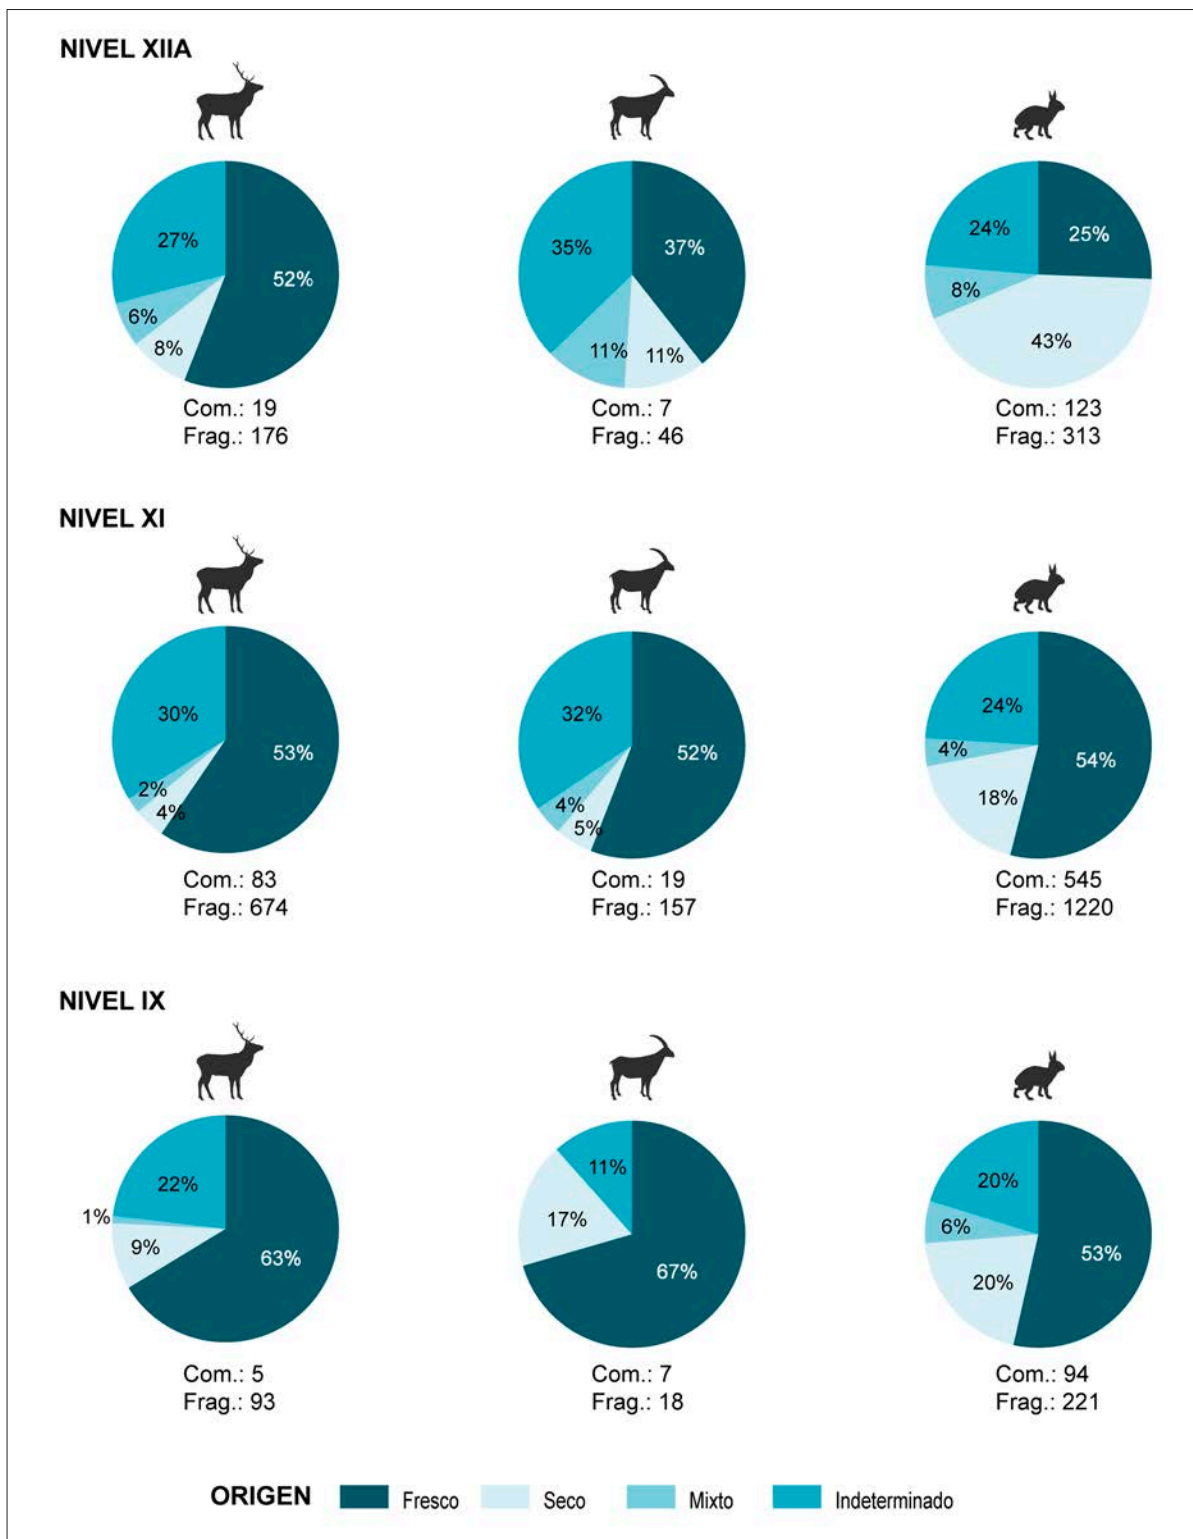 NIVEL XIIA
27%
52%
6%
8%
35%
37%
11%
11%
24%
25%
8%
43%
Com.: 19
Frag.: 176
Com.: 7
Frag.: 46
Com.: 123
Frag.: 313
NIVEL XI
30%
53%
2%
4%
32%
52%
4%
5%
24%
4%
54%
18%
Com.: 83
Frag.: 674
Com.: 19
Frag.: 157
Com.: 545
Frag.: 1220
NIVEL IX
22%
1%
9%
63%
11%
17%
67%
20%
6%
53%
20%
Com.: 5
Frag.: 93
Com.: 7
Frag.: 18
Com.: 94
Frag.: 221
ORIGEN Fresco Seco Mixto Indeterminado